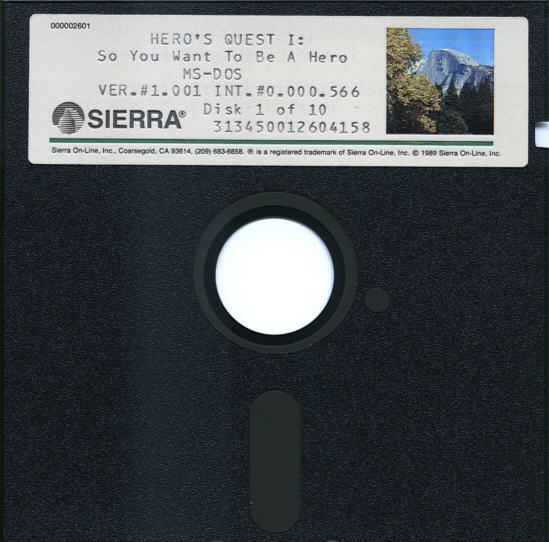 000002601
HERO'S QUEST I:
So You Want To Be A Hero
MS-DOS
VER.#1.001 INT.#0.000.566
Disk 1 of 10
SIERRA®
313450012604158
Sierra On-Line, Inc., Coarsegold, CA 93614, (209) 683-6858. ® is a registered trademark of Sierra On-Line, Inc. © 1989 Sierra On-Line, Inc.